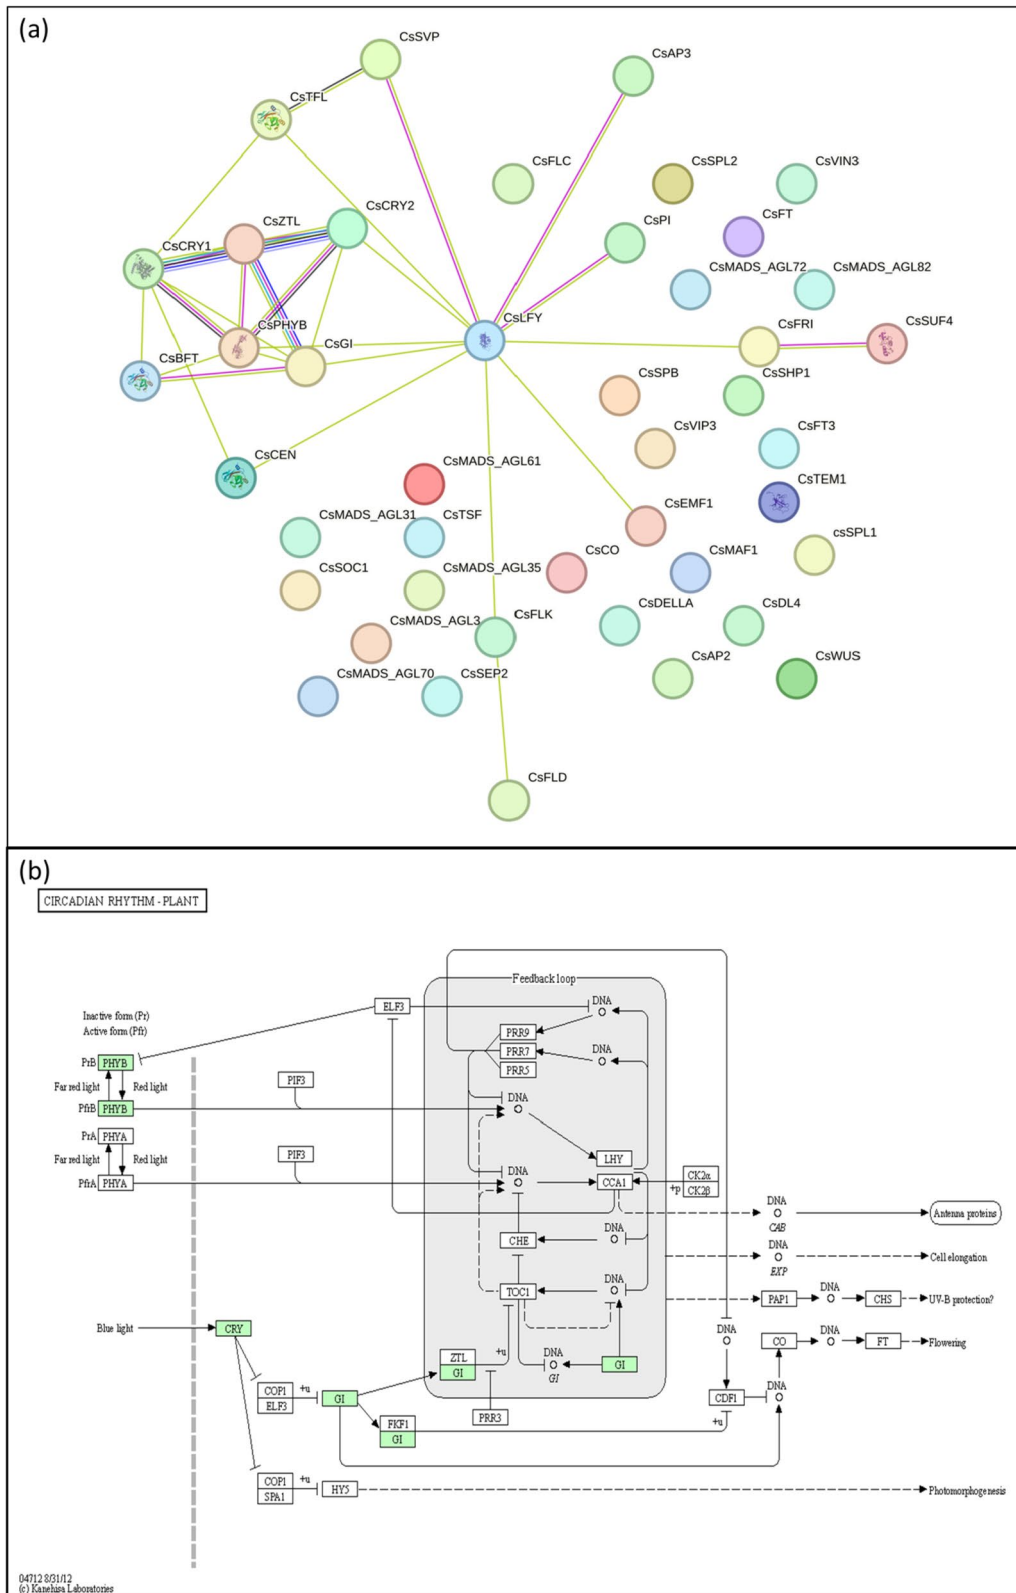 (a)
CsSVP
CsAP3
CsTFL
CsFLC
CsSPL2
CsVIN3
CsCRY2
CsZTL
CsPI
CsFT
CsCRY1
CsMADS_AGL72
CsMADS_AGL82
CsLFY
CsPHYB
CsGI
CsFRI
CsSUF4
CsBFT
CsSPB
CsSHP1
CsVIP3
CsFT3
CsCEN
CsMADS_AGL61
CsTEM1
CsMADS_AGL31
CsTSF
CsEMF1
csSPL1
CsCO
CsMAF1
CsSOC1
CsMADS_AGL35
CsFLK
CsDELLA
CsDL4
CsMADS_AGL3
CsAP2
CsWUS
CsMADS_AGL70
CsSEP2
CsFLD
(b)
CIRCADIAN RHYTHM - PLANT
Feedback loop
Inactive form (Pr)
Active form (Pfr)
ELF3
DNA
PRR9
PRR7
DNA
PRR5
PrB PHYB
Far red light
Red light
PfrB PHYB
PIF3
DNA
PrA PHYA
Far red light
Red light
PfrA PHYA
PIF3
DNA
LHY
CCA1
+p
CK2α
CK2β
DNA
CAB
Antenna proteins
CHE
DNA
DNA
EXP
Cell elongation
TOC1
DNA
PAP1
DNA
CHS
UV-B protection?
Blue light
CRY
+u
ZTL
GI
DNA
GI
GI
DNA
CO
DNA
FT
Flowering
COP1
ELF3
+u
GI
FKF1
GI
PRR3
CDF1
+u
DNA
COP1
SPA1
+u
HY5
Photomorphogenesis
04712 8/31/12
(c) Kanehisa Laboratories